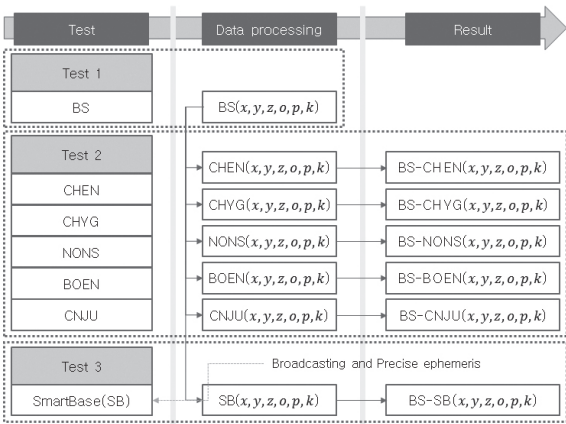 Test Data processing Result
Test 1
BS BS(x, y, z, o, p, k)
Test 2
CHEN CHEN(x, y, z, o, p, k) BS-CHEN(x, y, z, o, p, k)
CHYG CHYG(x, y, z, o, p, k) BS-CHYG(x, y, z, o, p, k)
NONS NONS(x, y, z, o, p, k) BS-NONS(x, y, z, o, p, k)
BOEN BOEN(x, y, z, o, p, k) BS-BOEN(x, y, z, o, p, k)
CNJU CNJU(x, y, z, o, p, k) BS-CNJU(x, y, z, o, p, k)
Test 3 Broadcasting and Precise ephemeris
SmartBase(SB) SB(x, y, z, o, p, k) BS-SB(x, y, z, o, p, k)